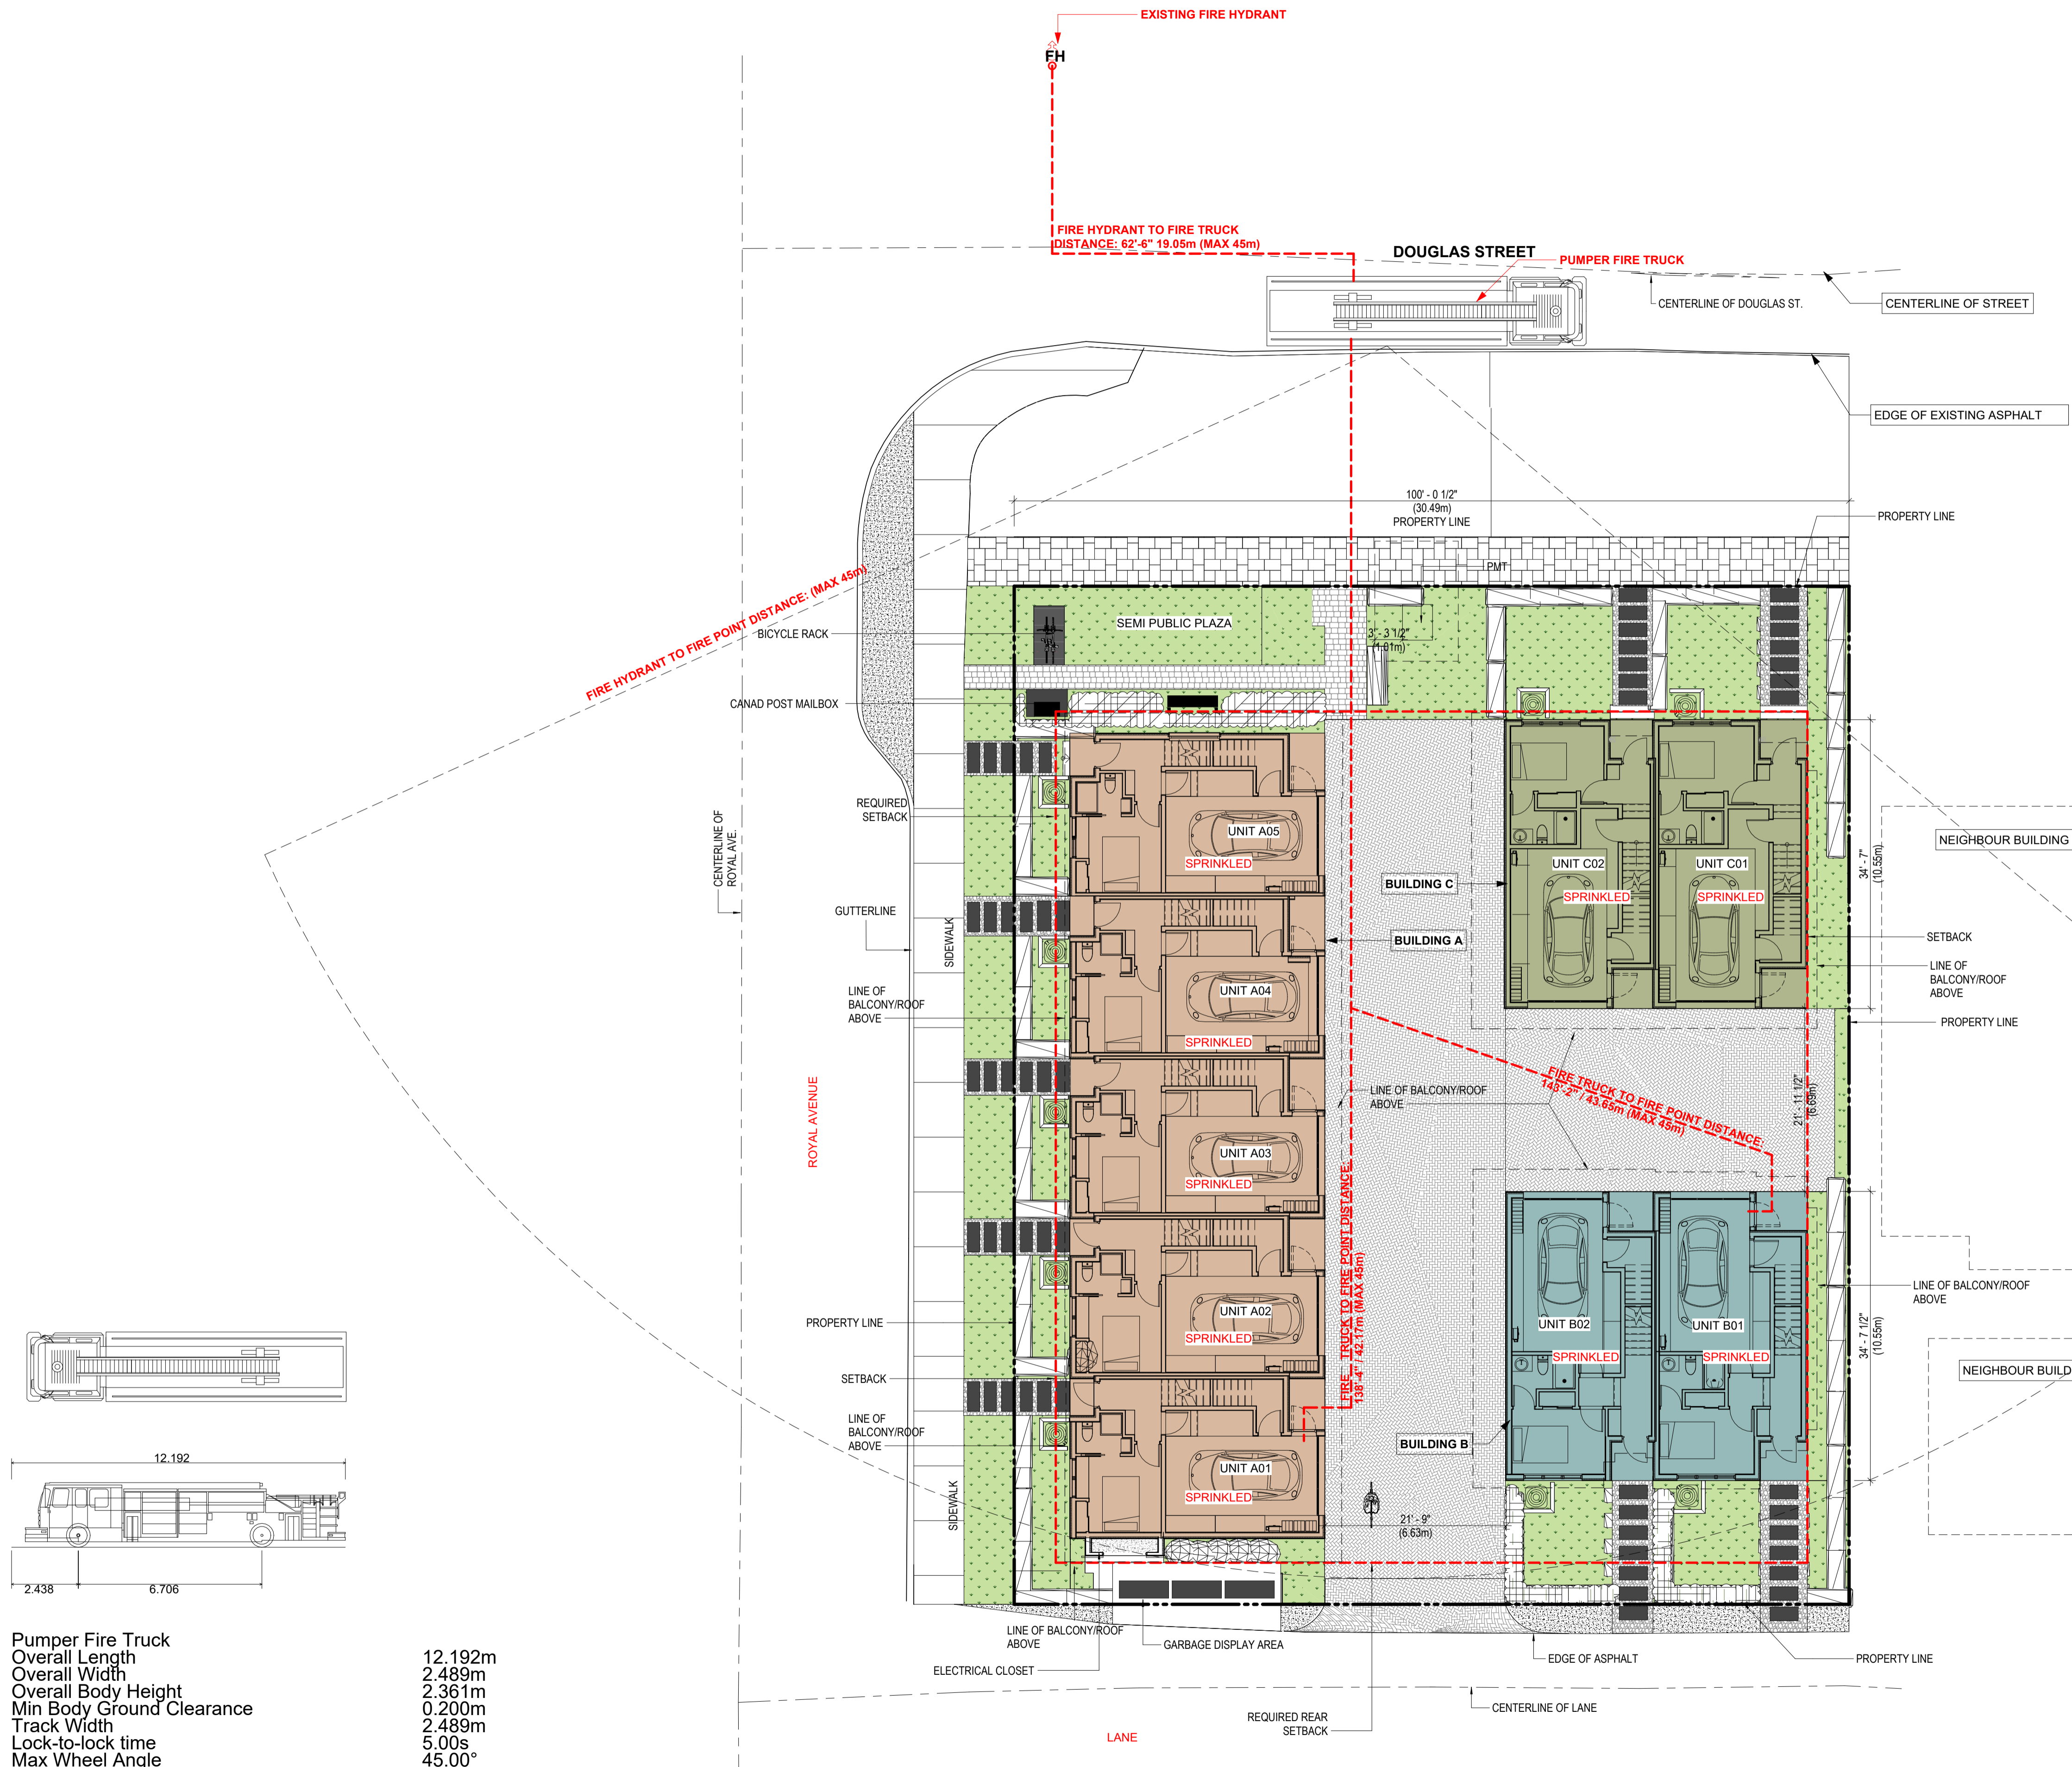 EXISTING FIRE HYDRANT
FH
FIRE HYDRANT TO FIRE TRUCK
DISTANCE: 62'-6" 19.05m (MAX 45m)
DOUGLAS STREET
PUMPER FIRE TRUCK
CENTERLINE OF DOUGLAS ST.
CENTERLINE OF STREET
EDGE OF EXISTING ASPHALT
100' - 0 1/2"
(30.49m)
PROPERTY LINE
PROPERTY LINE
FIRE HYDRANT TO FIRE POINT DISTANCE: (MAX 45m)
PMT
BICYCLE RACK
SEMI PUBLIC PLAZA
3' - 3 1/2"
(1.01m)
CANAD POST MAILBOX
REQUIRED
SETBACK
CENTERLINE OF
ROYAL AVE.
UNIT A05
SPRINKLED
UNIT C02
SPRINKLED
UNIT C01
SPRINKLED
34' - 7"
(10.55m)
NEIGHBOUR BUILDING
BUILDING C
GUTTERLINE
SIDEWALK
BUILDING A
SETBACK
LINE OF
BALCONY/ROOF
ABOVE
LINE OF
BALCONY/ROOF
ABOVE
UNIT A04
SPRINKLED
PROPERTY LINE
ROYAL AVENUE
LINE OF BALCONY/ROOF
ABOVE
FIRE TRUCK TO FIRE POINT DISTANCE:
143'-2" / 43.65m (MAX 45m)
21' - 11 1/2"
(6.69m)
UNIT A03
SPRINKLED
FIRE TRUCK TO FIRE POINT DISTANCE:
138'-4" / 42.17m (MAX 45m)
LINE OF BALCONY/ROOF
ABOVE
PROPERTY LINE
UNIT A02
SPRINKLED
UNIT B02
SPRINKLED
UNIT B01
SPRINKLED
34' - 7 1/2"
(10.55m)
NEIGHBOUR BUILD
SETBACK
LINE OF
BALCONY/ROOF
ABOVE
BUILDING B
UNIT A01
SPRINKLED
SIDEWALK
21' - 9"
(6.63m)
12.192
2.438
6.706
LINE OF BALCONY/ROOF
ABOVE
GARBAGE DISPLAY AREA
ELECTRICAL CLOSET
EDGE OF ASPHALT
PROPERTY LINE
CENTERLINE OF LANE
REQUIRED REAR
SETBACK
LANE
Pumper Fire Truck
Overall Length 12.192m
Overall Width 2.489m
Overall Body Height 2.361m
Min Body Ground Clearance 0.200m
Track Width 2.489m
Lock-to-lock time 5.00s
Max Wheel Angle 45.00°